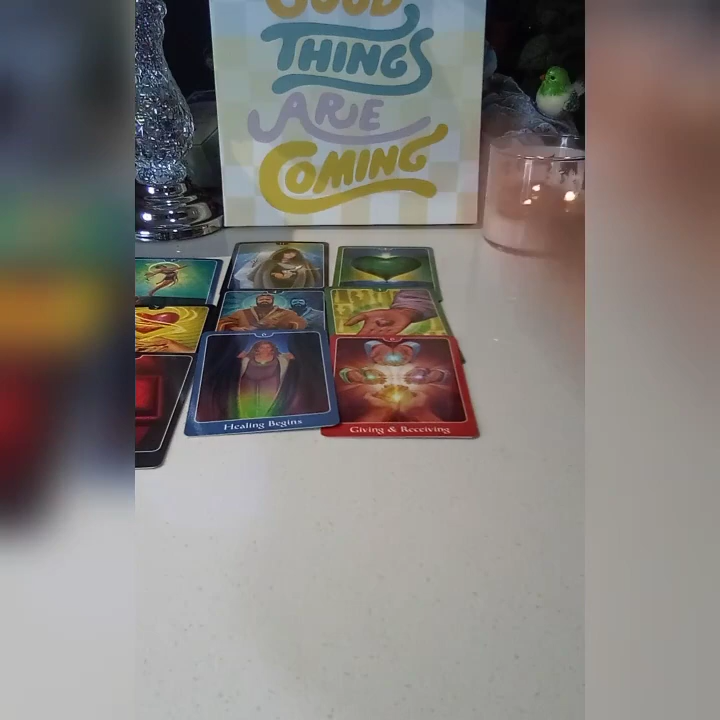 GOOD
THINGS
ARE
COMING
Healing Begins
Giving & Receiving